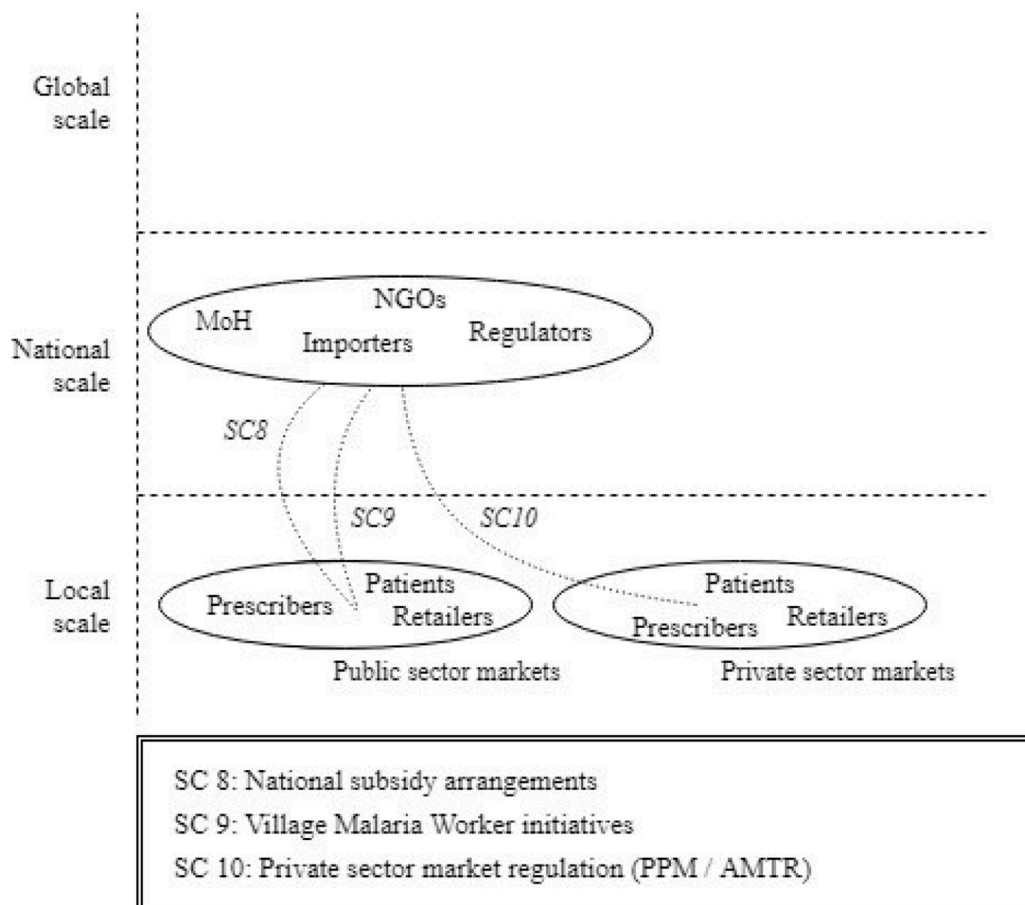 Global
scale
National
scale
NGOs
MoH
Importers
Regulators
SC8
SC9
SC10
Local
scale
Prescribers
Patients
Retailers
Patients
Prescribers
Retailers
Public sector markets
Private sector markets
SC 8: National subsidy arrangements
SC 9: Village Malaria Worker initiatives
SC 10: Private sector market regulation (PPM / AMTR)